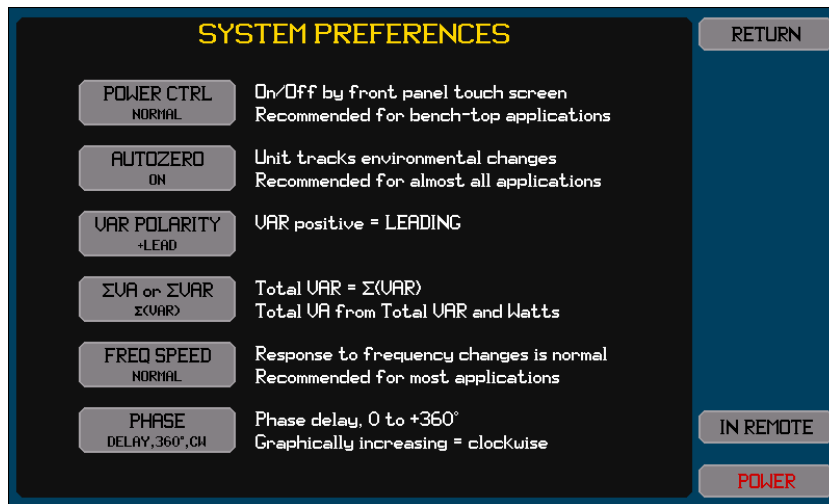 SYSTEM PREFERENCES
RETURN
POWER CTRL
NORMAL
On/Off by front panel touch screen
Recommended for bench-top applications
AUTOZERO
ON
Unit tracks environmental changes
Recommended for almost all applications
VAR POLARITY
+LEAD
VAR positive = LEADING
ΣVA or ΣVAR
Σ(VAR)
Total VAR = Σ(VAR)
Total VA from Total VAR and Watts
FREQ SPEED
NORMAL
Response to frequency changes is normal
Recommended for most applications
PHASE
DELAY,360°,CW
Phase delay, 0 to +360°
Graphically increasing = clockwise
IN REMOTE
POWER